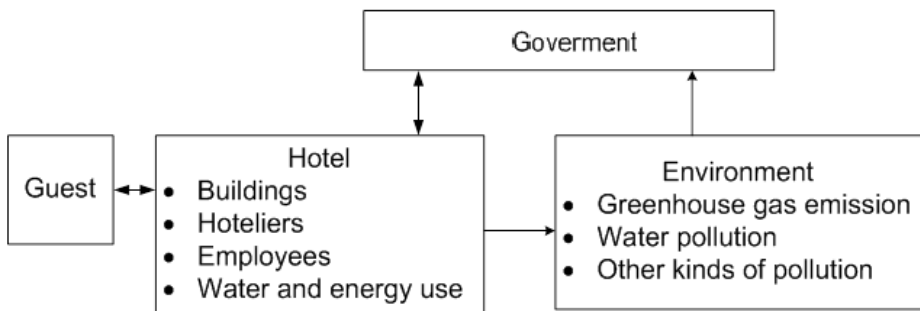 Goverment
Guest
Hotel
• Buildings
• Hoteliers
• Employees
• Water and energy use
Environment
• Greenhouse gas emission
• Water pollution
• Other kinds of pollution